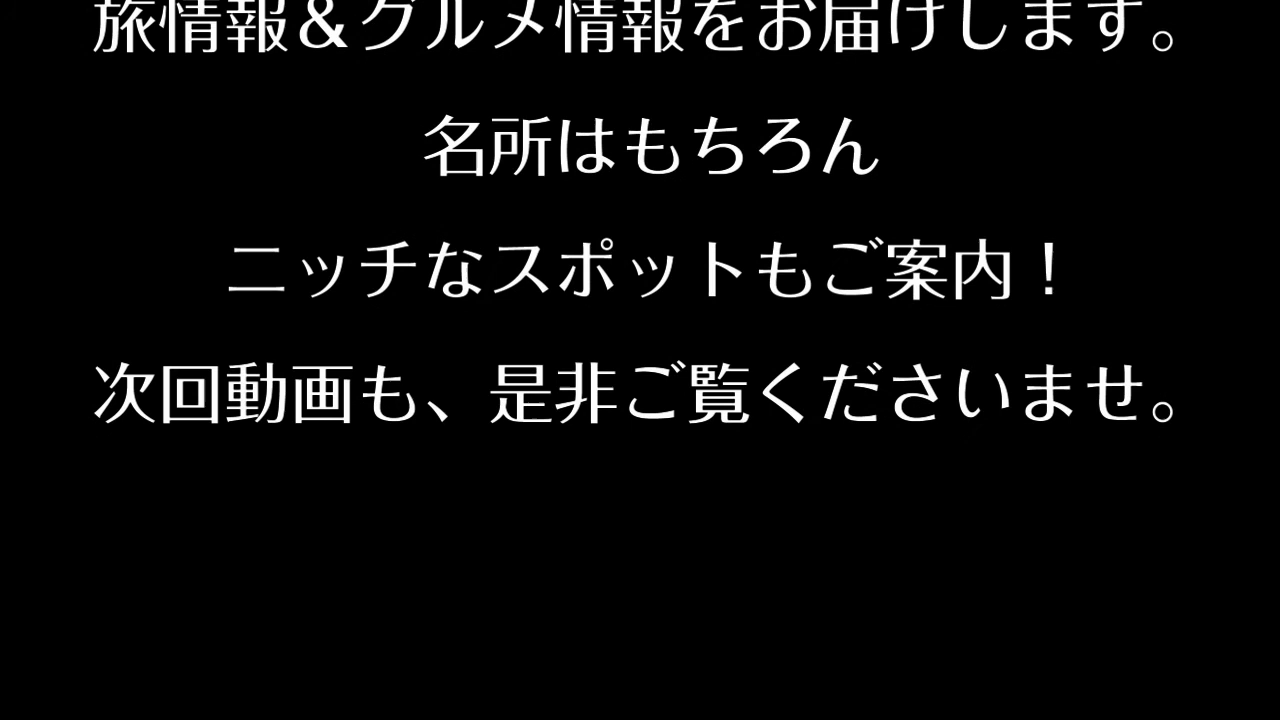 旅情報＆グルメ情報をお届けします。
名所はもちろん
ニッチなスポットもご案内！
次回動画も、是非ご覧くださいませ。